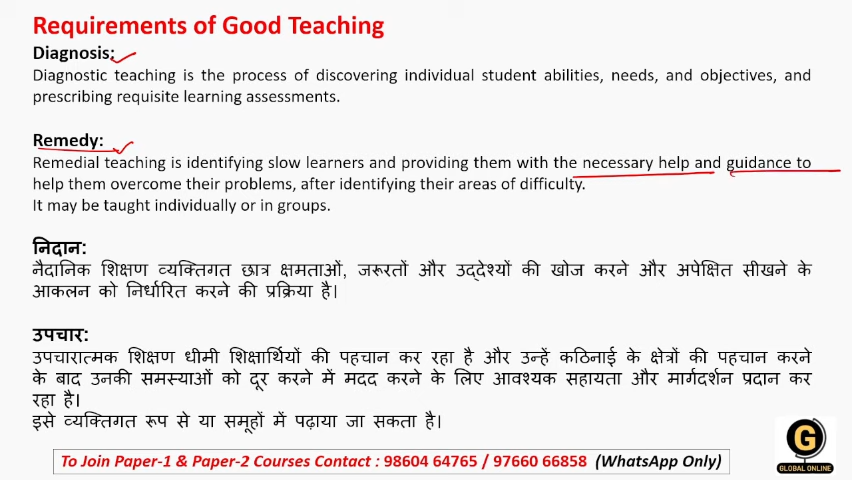 Requirements of Good Teaching
Diagnosis:
Diagnostic teaching is the process of discovering individual student abilities, needs, and objectives, and
prescribing requisite learning assessments.
Remedy:
Remedial teaching is identifying slow learners and providing them with the necessary help and guidance to
help them overcome their problems, after identifying their areas of difficulty.
It may be taught individually or in groups.
निदान:
नैदानिक शिक्षण व्यक्तिगत छात्र क्षमताओं, जरूरतों और उद्देश्यों की खोज करने और अपेक्षित सीखने के
आकलन को निर्धारित करने की प्रक्रिया है।
उपचार:
उपचारात्मक शिक्षण धीमी शिक्षार्थियों की पहचान कर रहा है और उन्हें कठिनाई के क्षेत्रों की पहचान करने
के बाद उनकी समस्याओं को दूर करने में मदद करने के लिए आवश्यक सहायता और मार्गदर्शन प्रदान कर
रहा है।
इसे व्यक्तिगत रूप से या समूहों में पढ़ाया जा सकता है।
To Join Paper-1 & Paper-2 Courses Contact : 98604 64765 / 97660 66858 (WhatsApp Only)
G
GLOBAL ONLINE